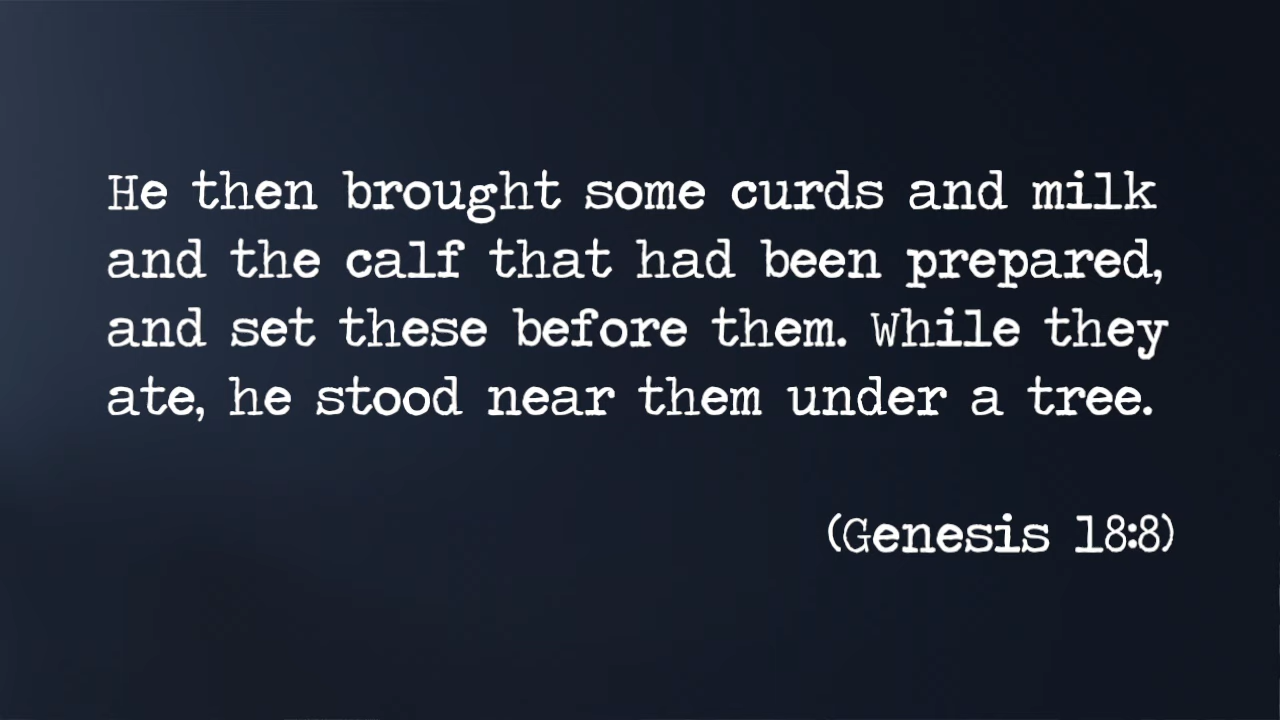 He then brought some curds and milk
and the calf that had been prepared,
and set these before them. While they
ate, he stood near them under a tree.
(Genesis 18:8)